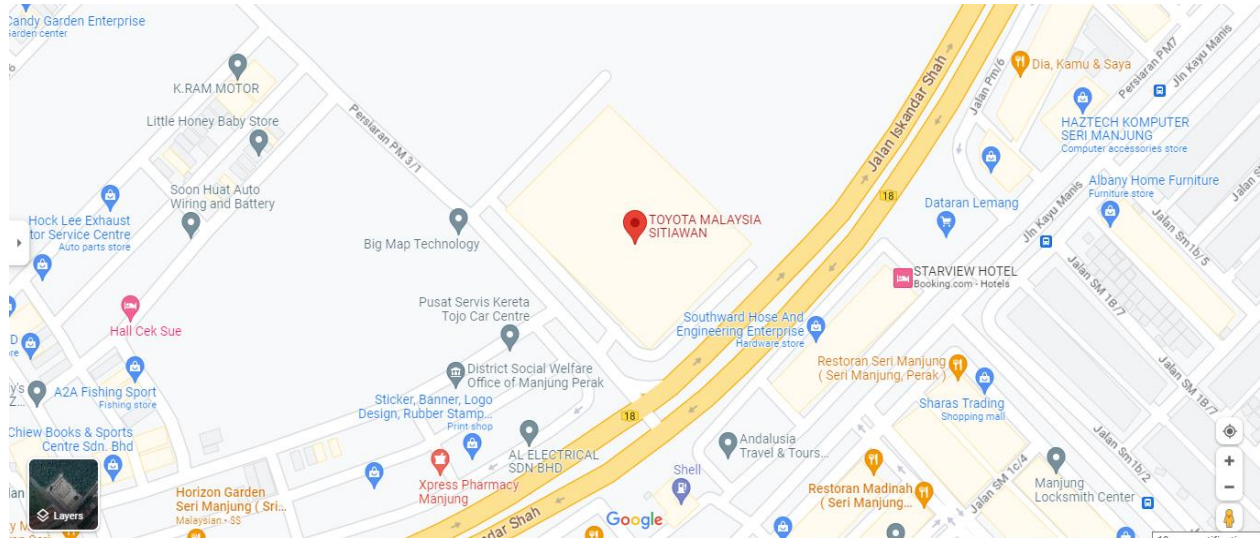 Candy Garden Enterprise
Garden center
K.RAM MOTOR
Little Honey Baby Store
Persiaran PM 3/1
Soon Huat Auto
Wiring and Battery
Hock Lee Exhaust
tor Service Centre
Auto parts store
Big Map Technology
TOYOTA MALAYSIA
SITIAWAN
Jalan Iskandar Shah
18
Jalan Pm/6
Dia, Kamu & Saya
Persiaran PM7
Jln Kayu Manis
HAZTECH KOMPUTER
SERI MANJUNG
Computer accessories store
Albany Home Furniture
Furniture store
Dataran Lemang
Jln Kayu Manis
Jalan Sm1b/5
Jalan SM 1B/7
STARVIEW HOTEL
Booking.com - Hotels
Hall Cek Sue
Pusat Servis Kereta
Tojo Car Centre
Southward Hose And
Engineering Enterprise
Hardware store
Restoran Seri Manjung
( Seri Manjung, Perak )
Sharas Trading
Shopping mall
Jalan SM 1B/7
District Social Welfare
Office of Manjung Perak
A2A Fishing Sport
Fishing store
Sticker, Banner, Logo
Design, Rubber Stamp...
Print shop
18
Chiew Books & Sports
Centre Sdn. Bhd
AL ELECTRICAL
SDN BHD
Andalusia
Travel & Tours...
Jalan Sm1b/2
Shell
Xpress Pharmacy
Manjung
Jalan SM 1c/4
Manjung
Locksmith Center
Restoran Madinah
( Seri Manjung...
Horizon Garden
Seri Manjung ( Sri...
Malaysian • $$
Layers
Google
ndar Shah